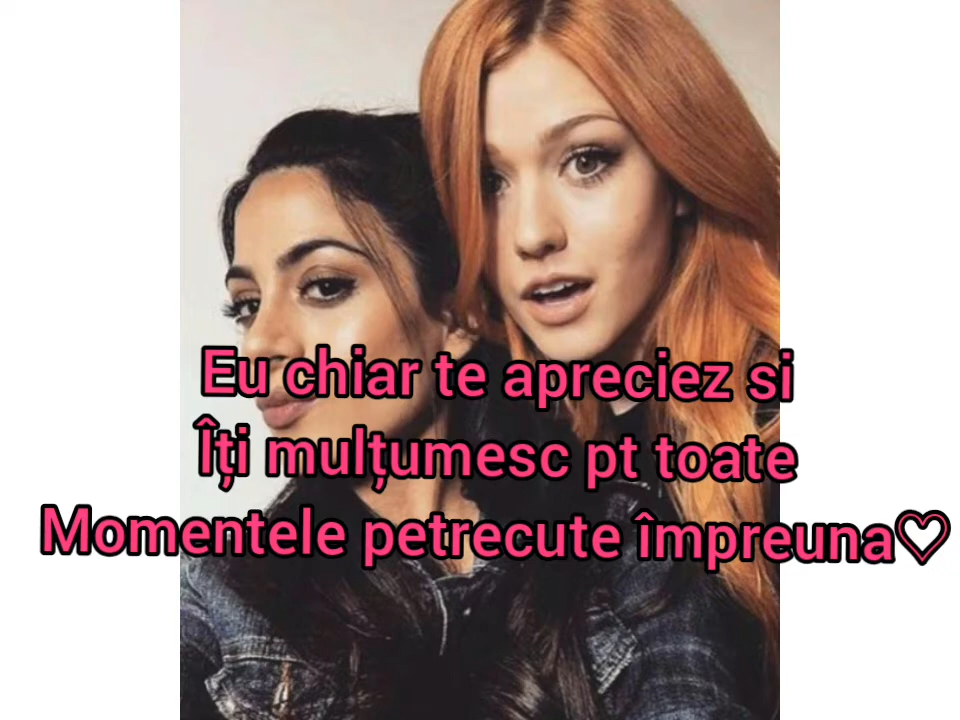 Eu chiar te apreciez si
Îți mulțumesc pt toate
Momentele petrecute împreuna♡